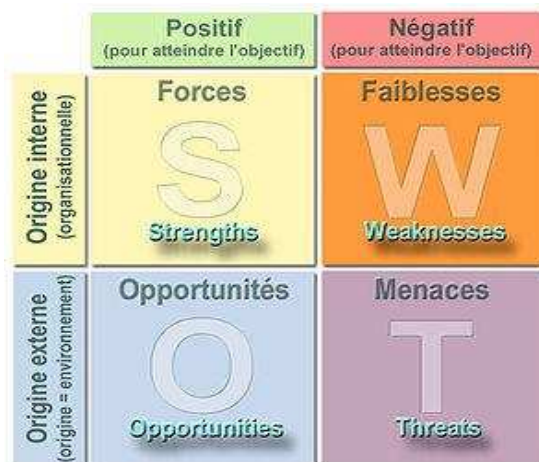 Positif
(pour atteindre l'objectif)
Négatif
(pour atteindre l'objectif)
Origine interne
(organisationnelle)
Forces
S
Strengths
Faiblesses
W
Weaknesses
Origine externe
(origine = environnement)
Opportunités
O
Opportunities
Menaces
T
Threats